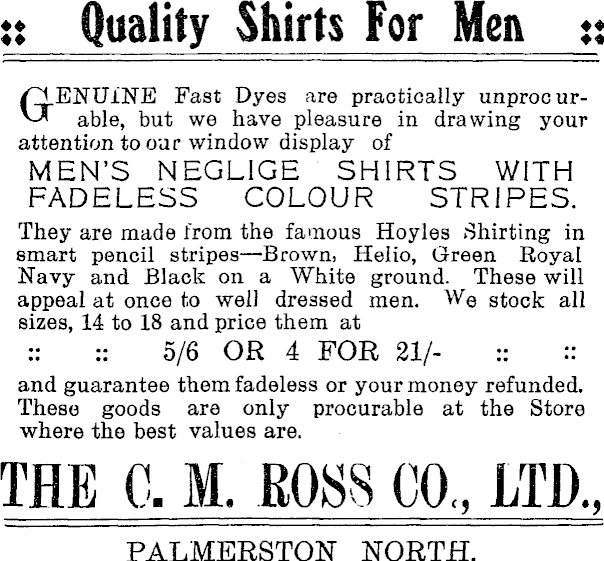 :: Quality Shirts For Men ::
GENUINE Fast Dyes are practically unprocur-
able, but we have pleasure in drawing your
attention to our window display of
MEN'S NEGLIGE SHIRTS WITH
FADELESS COLOUR STRIPES.
They are made from the famous Hoyles Shirting in
smart pencil stripes—Brown, Helio, Green Royal
Navy and Black on a White ground. These will
appeal at once to well dressed men. We stock all
sizes, 14 to 18 and price them at
:: :: 5/6 OR 4 FOR 21/- :: ::
and guarantee them fadeless or your money refunded.
These goods are only procurable at the Store
where the best values are.
THE C. M. ROSS CO., LTD.,
PALMERSTON NORTH.